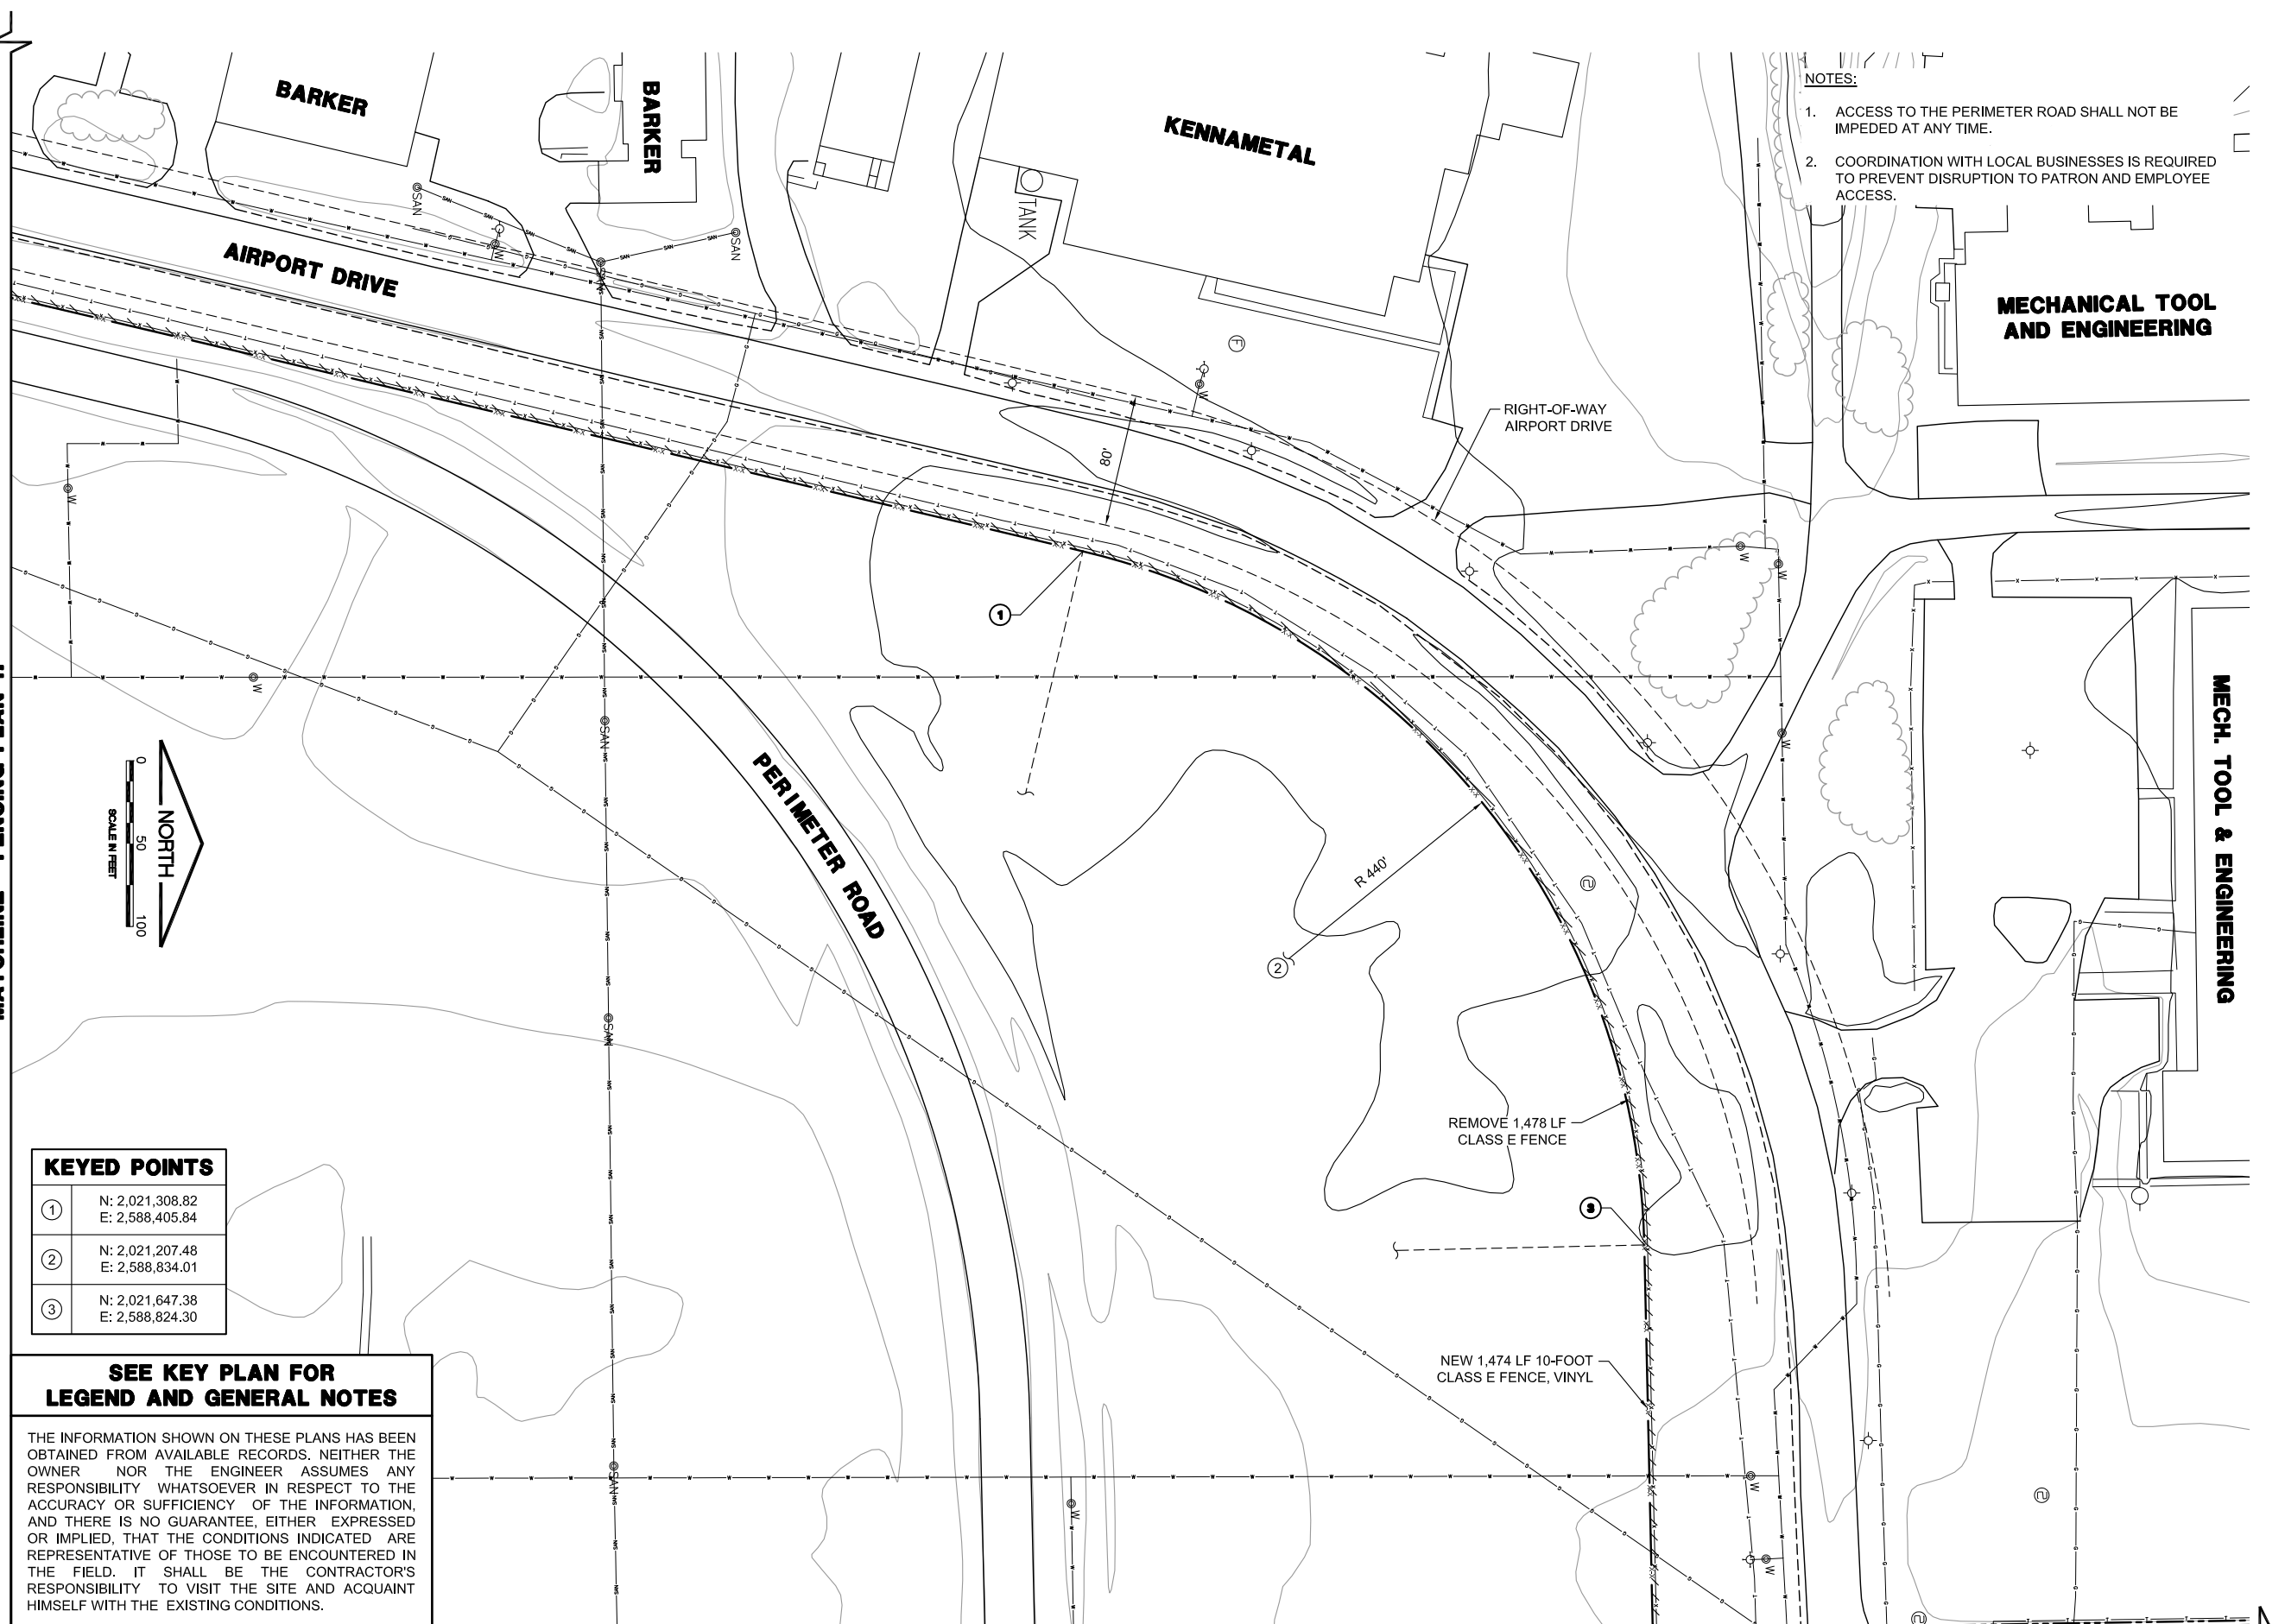 NOTES:
1. ACCESS TO THE PERIMETER ROAD SHALL NOT BE
IMPEDED AT ANY TIME.
2. COORDINATION WITH LOCAL BUSINESSES IS REQUIRED
TO PREVENT DISRUPTION TO PATRON AND EMPLOYEE
ACCESS.
BARKER
BARKER
KENNAMETAL
TANK
AIRPORT DRIVE
SAN
SAN
W
W
F
MECHANICAL TOOL
AND ENGINEERING
RIGHT-OF-WAY
AIRPORT DRIVE
80'
W
W
W
W
W
1
SAN
PERIMETER ROAD
MECH. TOOL & ENGINEERING
R 440'
2
SAN
NORTH
0 50 100
SCALE IN FEET
REMOVE 1,478 LF
CLASS E FENCE
3
NEW 1,474 LF 10-FOOT
CLASS E FENCE, VINYL
SAN
W
W
W
KEYED POINTS
1 N: 2,021,308.82
E: 2,588,405.84
2 N: 2,021,207.48
E: 2,588,834.01
3 N: 2,021,647.38
E: 2,588,824.30
SEE KEY PLAN FOR
LEGEND AND GENERAL NOTES
THE INFORMATION SHOWN ON THESE PLANS HAS BEEN
OBTAINED FROM AVAILABLE RECORDS. NEITHER THE
OWNER NOR THE ENGINEER ASSUMES ANY
RESPONSIBILITY WHATSOEVER IN RESPECT TO THE
ACCURACY OR SUFFICIENCY OF THE INFORMATION,
AND THERE IS NO GUARANTEE, EITHER EXPRESSED
OR IMPLIED, THAT THE CONDITIONS INDICATED ARE
REPRESENTATIVE OF THOSE TO BE ENCOUNTERED IN
THE FIELD. IT SHALL BE THE CONTRACTOR'S
RESPONSIBILITY TO VISIT THE SITE AND ACQUAINT
HIMSELF WITH THE EXISTING CONDITIONS.